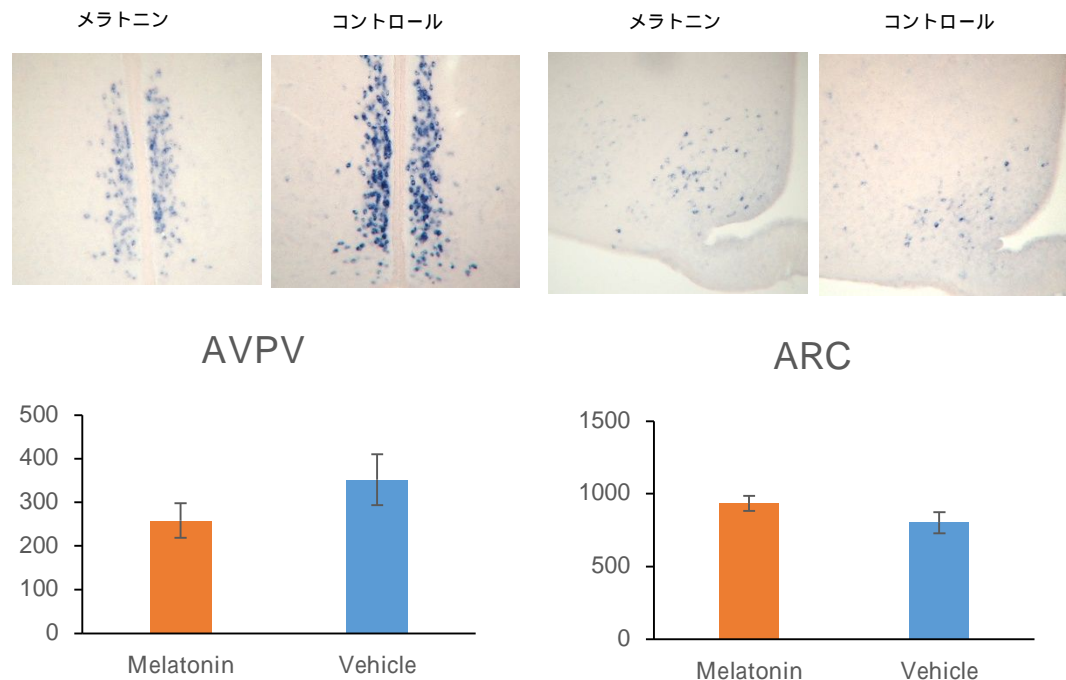 メラトニン
コントロール
メラトニン
コントロール
AVPV
500
400
300
200
100
0
Melatonin
Vehicle
ARC
1500
1000
500
0
Melatonin
Vehicle